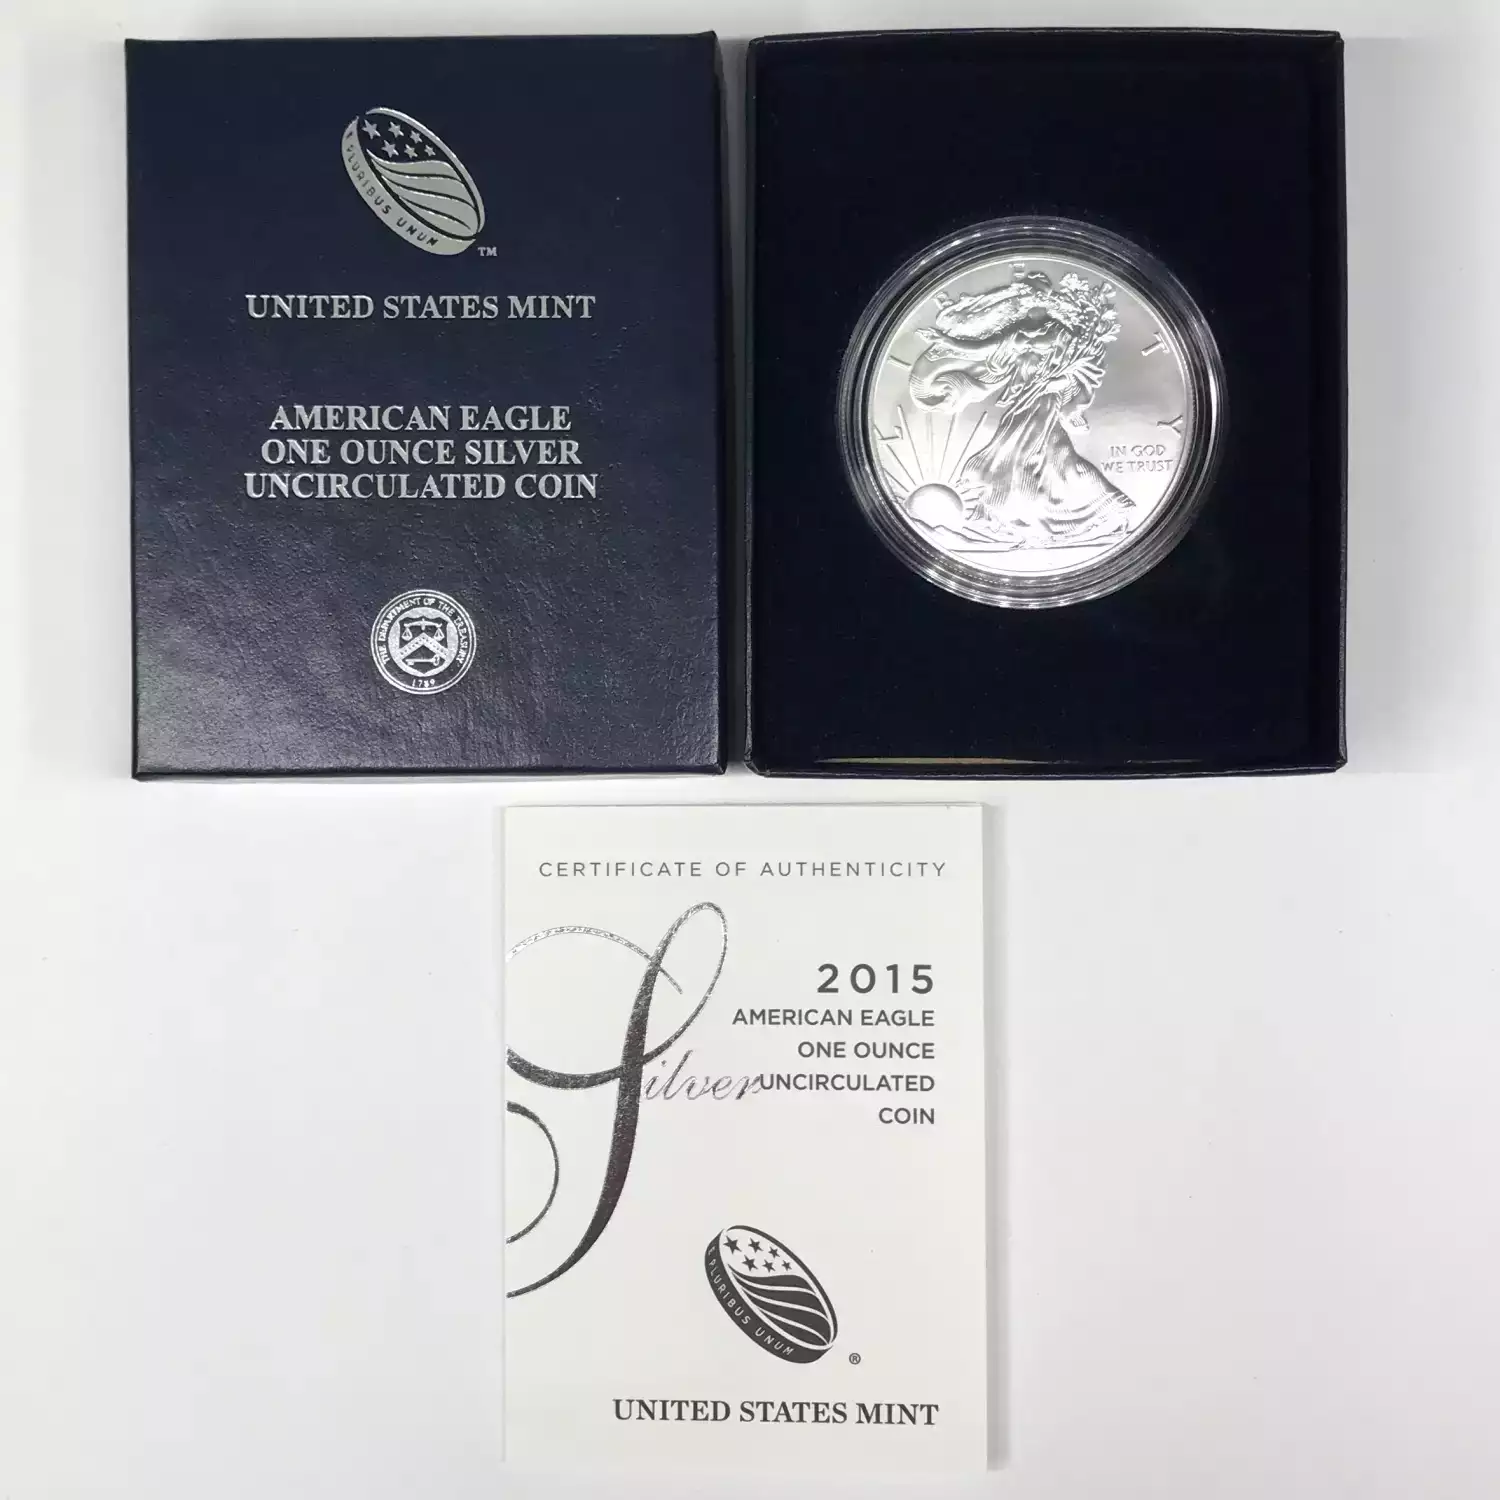 E PLURIBUS UNUM
TM
UNITED STATES MINT
AMERICAN EAGLE
ONE OUNCE SILVER
UNCIRCULATED COIN
THE DEPARTMENT OF THE TREASURY
1789
LIBERTY
IN GOD
WE TRUST
CERTIFICATE OF AUTHENTICITY
2015
AMERICAN EAGLE
ONE OUNCE
Silver UNCIRCULATED
COIN
E PLURIBUS UNUM
®
UNITED STATES MINT